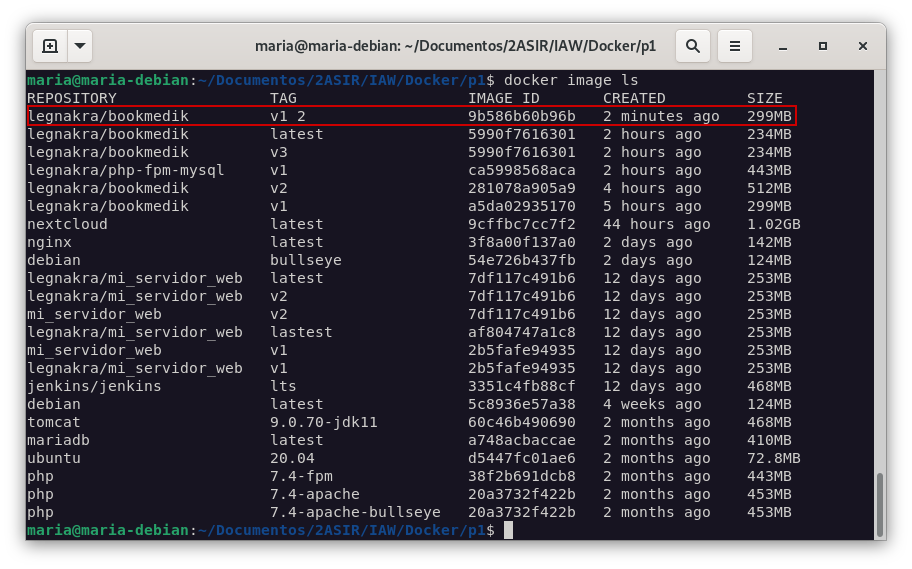 maria@maria-debian: ~/Documentos/2ASIR/IAW/Docker/p1
maria@maria-debian:~/Documentos/2ASIR/IAW/Docker/p1$ docker image ls
REPOSITORY TAG IMAGE ID CREATED SIZE
legnakra/bookmedik v1_2 9b586b60b96b 2 minutes ago 299MB
legnakra/bookmedik latest 5990f7616301 2 hours ago 234MB
legnakra/bookmedik v3 5990f7616301 2 hours ago 234MB
legnakra/php-fpm-mysql v1 ca5998568aca 2 hours ago 443MB
legnakra/bookmedik v2 281078a905a9 4 hours ago 512MB
legnakra/bookmedik v1 a5da02935170 5 hours ago 299MB
nextcloud latest 9cffbc7cc7f2 44 hours ago 1.02GB
nginx latest 3f8a00f137a0 2 days ago 142MB
debian bullseye 54e726b437fb 2 days ago 124MB
legnakra/mi_servidor_web latest 7df117c491b6 12 days ago 253MB
legnakra/mi_servidor_web v2 7df117c491b6 12 days ago 253MB
mi_servidor_web v2 7df117c491b6 12 days ago 253MB
legnakra/mi_servidor_web lastest af804747a1c8 12 days ago 253MB
mi_servidor_web v1 2b5fafe94935 12 days ago 253MB
legnakra/mi_servidor_web v1 2b5fafe94935 12 days ago 253MB
jenkins/jenkins lts 3351c4fb88cf 12 days ago 468MB
debian latest 5c8936e57a38 4 weeks ago 124MB
tomcat 9.0.70-jdk11 60c46b490690 2 months ago 468MB
mariadb latest a748acbaccae 2 months ago 410MB
ubuntu 20.04 d5447fc01ae6 2 months ago 72.8MB
php 7.4-fpm 38f2b691dcb8 2 months ago 443MB
php 7.4-apache 20a3732f422b 2 months ago 453MB
php 7.4-apache-bullseye 20a3732f422b 2 months ago 453MB
maria@maria-debian:~/Documentos/2ASIR/IAW/Docker/p1$